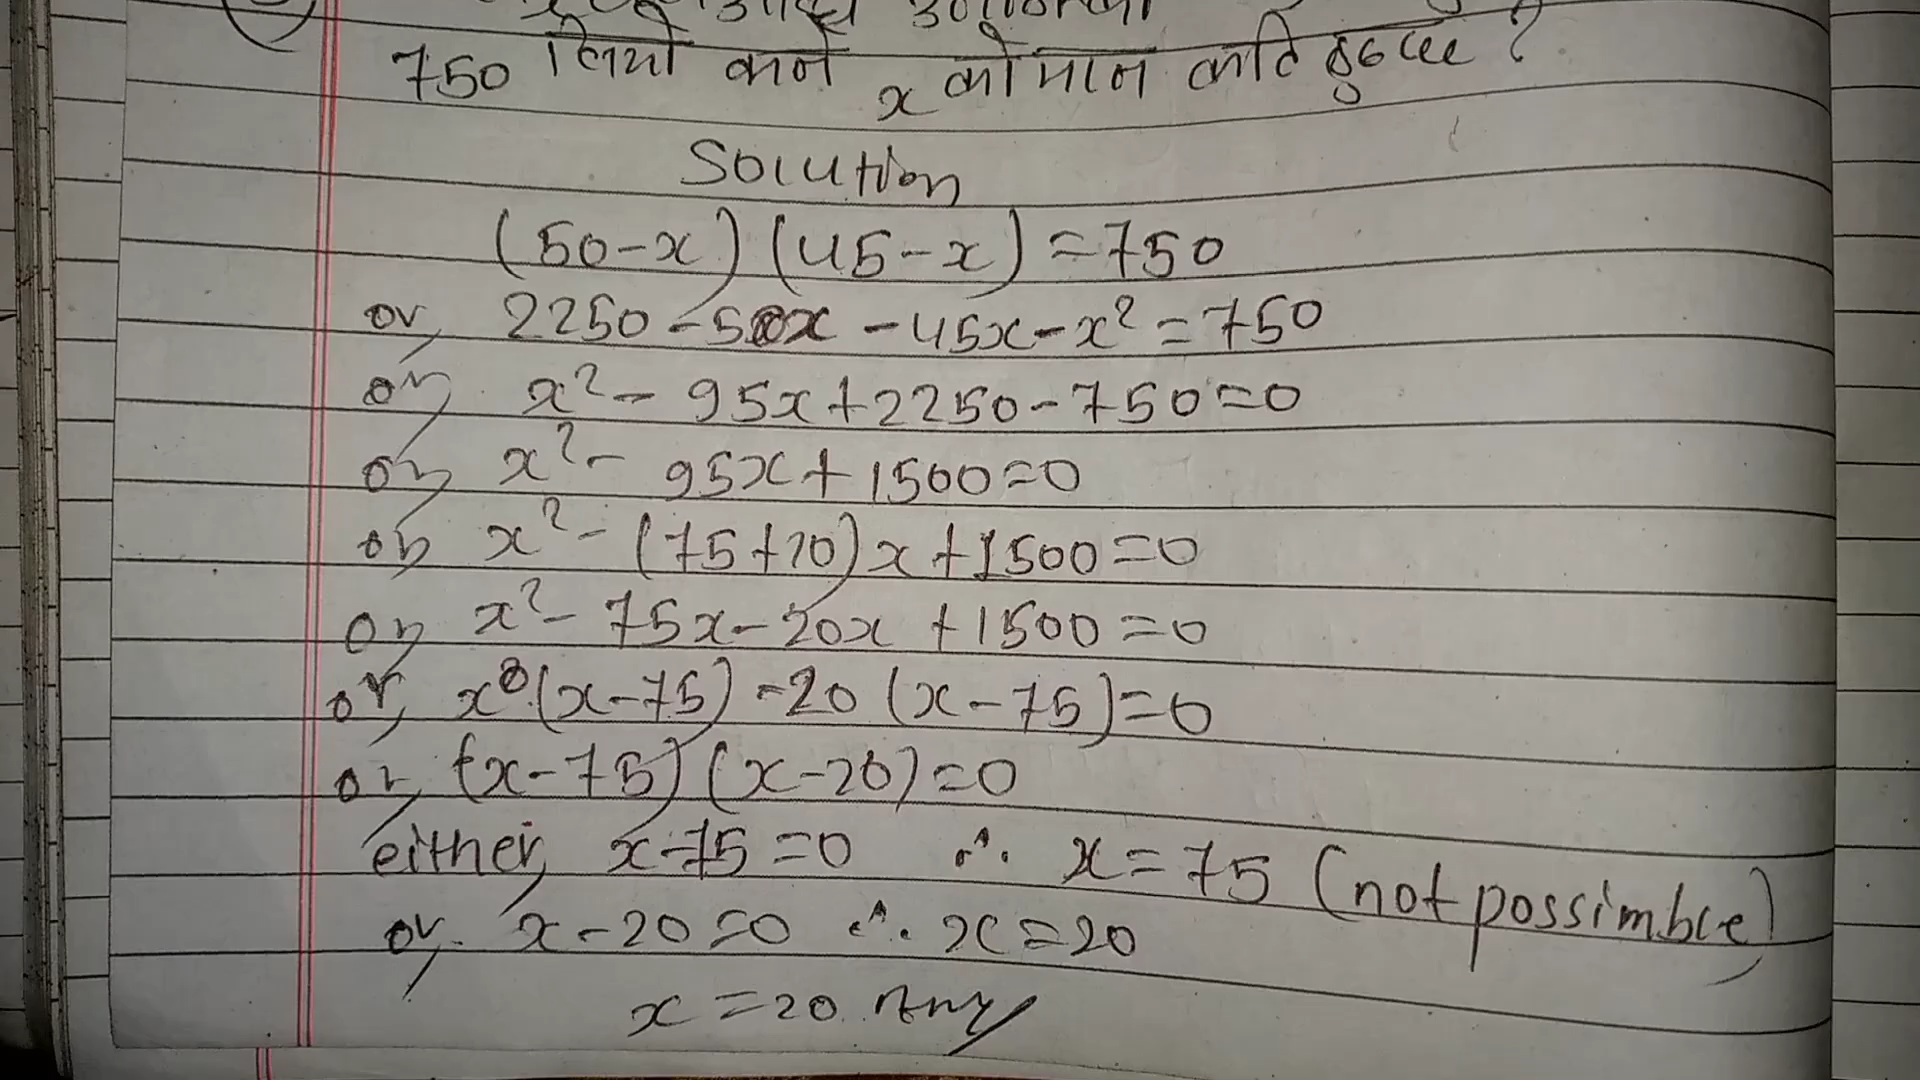 750 लियो भने x को मान कति हुन्छ ?
Solution
(50-x) (45-x) = 750
or, 2250 - 50x - 45x - x² = 750
or, x² - 95x + 2250 - 750 = 0
or, x² - 95x + 1500 = 0
or, x² - (75+20)x + 1500 = 0
or, x² - 75x - 20x + 1500 = 0
or, x (x-75) - 20 (x-75) = 0
or, (x-75) (x-20) = 0
either, x-75 = 0 ∴ x = 75 (not possimble)
or, x-20 = 0 ∴ x = 20
x = 20 Any